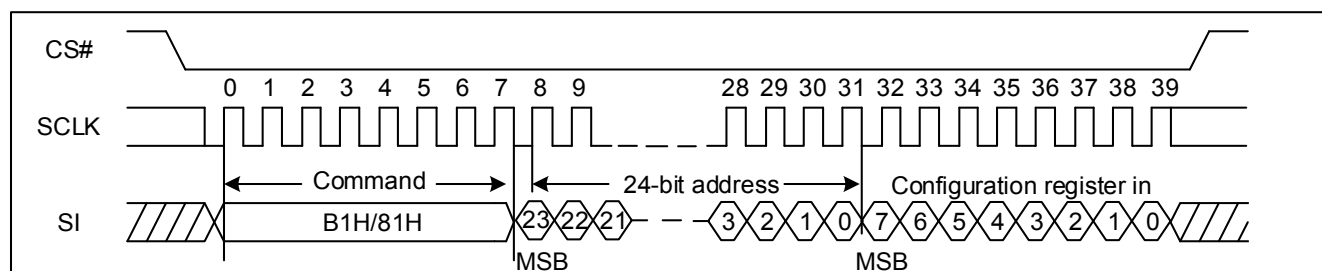 CS#
0 1 2 3 4 5 6 7 8 9 28 29 30 31 32 33 34 35 36 37 38 39
SCLK
Command 24-bit address Configuration register in
SI B1H/81H 23 22 21 3 2 1 0 7 6 5 4 3 2 1 0
MSB MSB